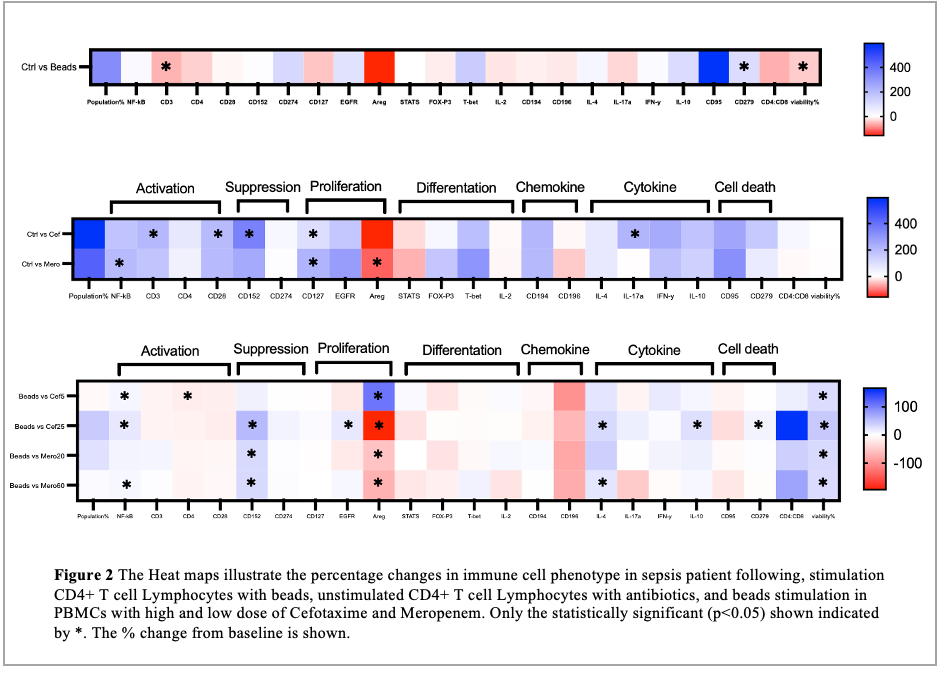 Ctrl vs Beads
*
*
*
400
200
0
Population% NF-kB CD3 CD4 CD28 CD152 CD274 CD127 EGFR Areg STATS FOX-P3 T-bet IL-2 CD194 CD196 IL-4 IL-17a IFN-y IL-10 CD95 CD279 CD4:CD8 viability%
Activation Suppression Proliferation Differentation Chemokine Cytokine Cell death
Ctrl vs Cef * * * * *
Ctrl vs Mero * * *
400
200
0
Population% NF-kB CD3 CD4 CD28 CD152 CD274 CD127 EGFR Areg STATS FOX-P3 T-bet IL-2 CD194 CD196 IL-4 IL-17a IFN-y IL-10 CD95 CD279 CD4:CD8 viability%
Activation Suppression Proliferation Differentation Chemokine Cytokine Cell death
Beads vs Cef5 * * * *
Beads vs Cef25 * * * * * * * *
Beads vs Mero20 * * *
Beads vs Mero60 * * * * *
100
0
-100
Population% NF-kB CD3 CD4 CD28 CD152 CD274 CD127 EGFR Areg STATS FOX-P3 T-bet IL-2 CD194 CD196 IL-4 IL-17a IFN-y IL-10 CD95 CD279 CD4:CD8 viability%
Figure 2 The Heat maps illustrate the percentage changes in immune cell phenotype in sepsis patient following, stimulation
CD4+ T cell Lymphocytes with beads, unstimulated CD4+ T cell Lymphocytes with antibiotics, and beads stimulation in
PBMCs with high and low dose of Cefotaxime and Meropenem. Only the statistically significant (p<0.05) shown indicated
by *. The % change from baseline is shown.